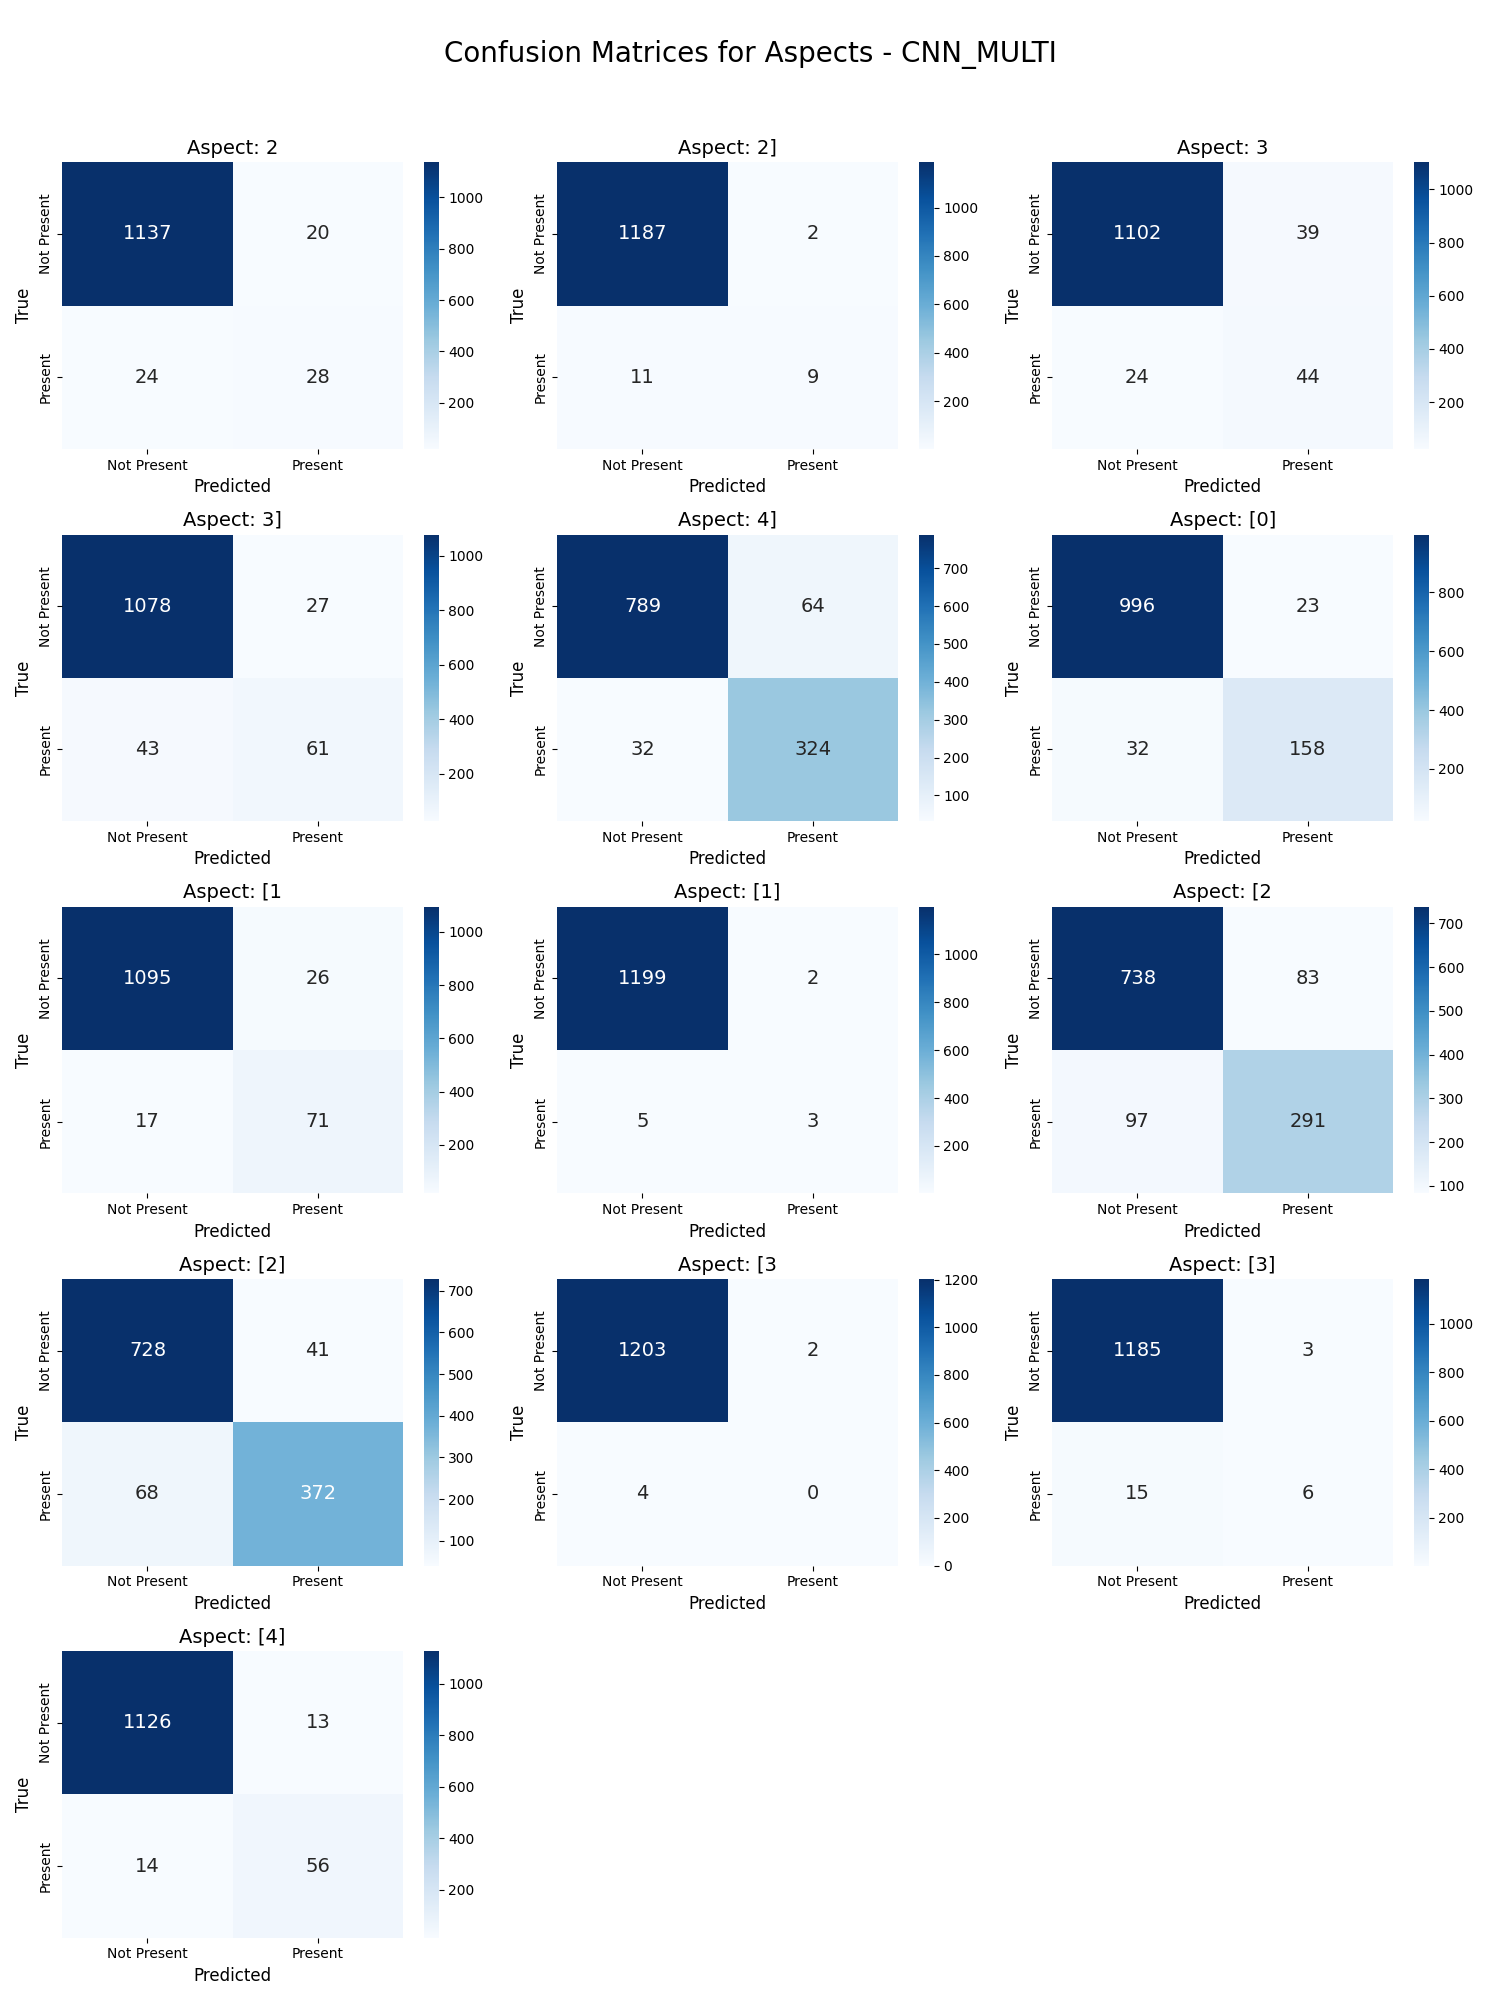 Confusion Matrices for Aspects - CNN_MULTI
Aspect: 2
Not Present
Present
True
1137
20
24
28
1000
800
600
400
200
Not Present
Present
Predicted
Aspect: 2]
Not Present
Present
True
1187
2
11
9
1000
800
600
400
200
Not Present
Present
Predicted
Aspect: 3
Not Present
Present
True
1102
39
24
44
1000
800
600
400
200
Not Present
Present
Predicted
Aspect: 3]
Not Present
Present
True
1078
27
43
61
1000
800
600
400
200
Not Present
Present
Predicted
Aspect: 4]
Not Present
Present
True
789
64
32
324
700
600
500
400
300
200
100
Not Present
Present
Predicted
Aspect: [0]
Not Present
Present
True
996
23
32
158
800
600
400
200
Not Present
Present
Predicted
Aspect: [1
Not Present
Present
True
1095
26
17
71
1000
800
600
400
200
Not Present
Present
Predicted
Aspect: [1]
Not Present
Present
True
1199
2
5
3
1000
800
600
400
200
Not Present
Present
Predicted
Aspect: [2
Not Present
Present
True
738
83
97
291
700
600
500
400
300
200
100
Not Present
Present
Predicted
Aspect: [2]
Not Present
Present
True
728
41
68
372
700
600
500
400
300
200
100
Not Present
Present
Predicted
Aspect: [3
Not Present
Present
True
1203
2
4
0
1200
1000
800
600
400
200
0
Not Present
Present
Predicted
Aspect: [3]
Not Present
Present
True
1185
3
15
6
1000
800
600
400
200
Not Present
Present
Predicted
Aspect: [4]
Not Present
Present
True
1126
13
14
56
1000
800
600
400
200
Not Present
Present
Predicted